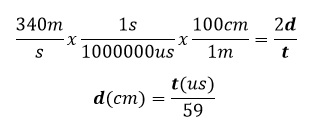 340m/s x 1s/1000000us x 100cm/1m = 2d/t
d(cm) = t(us)/59